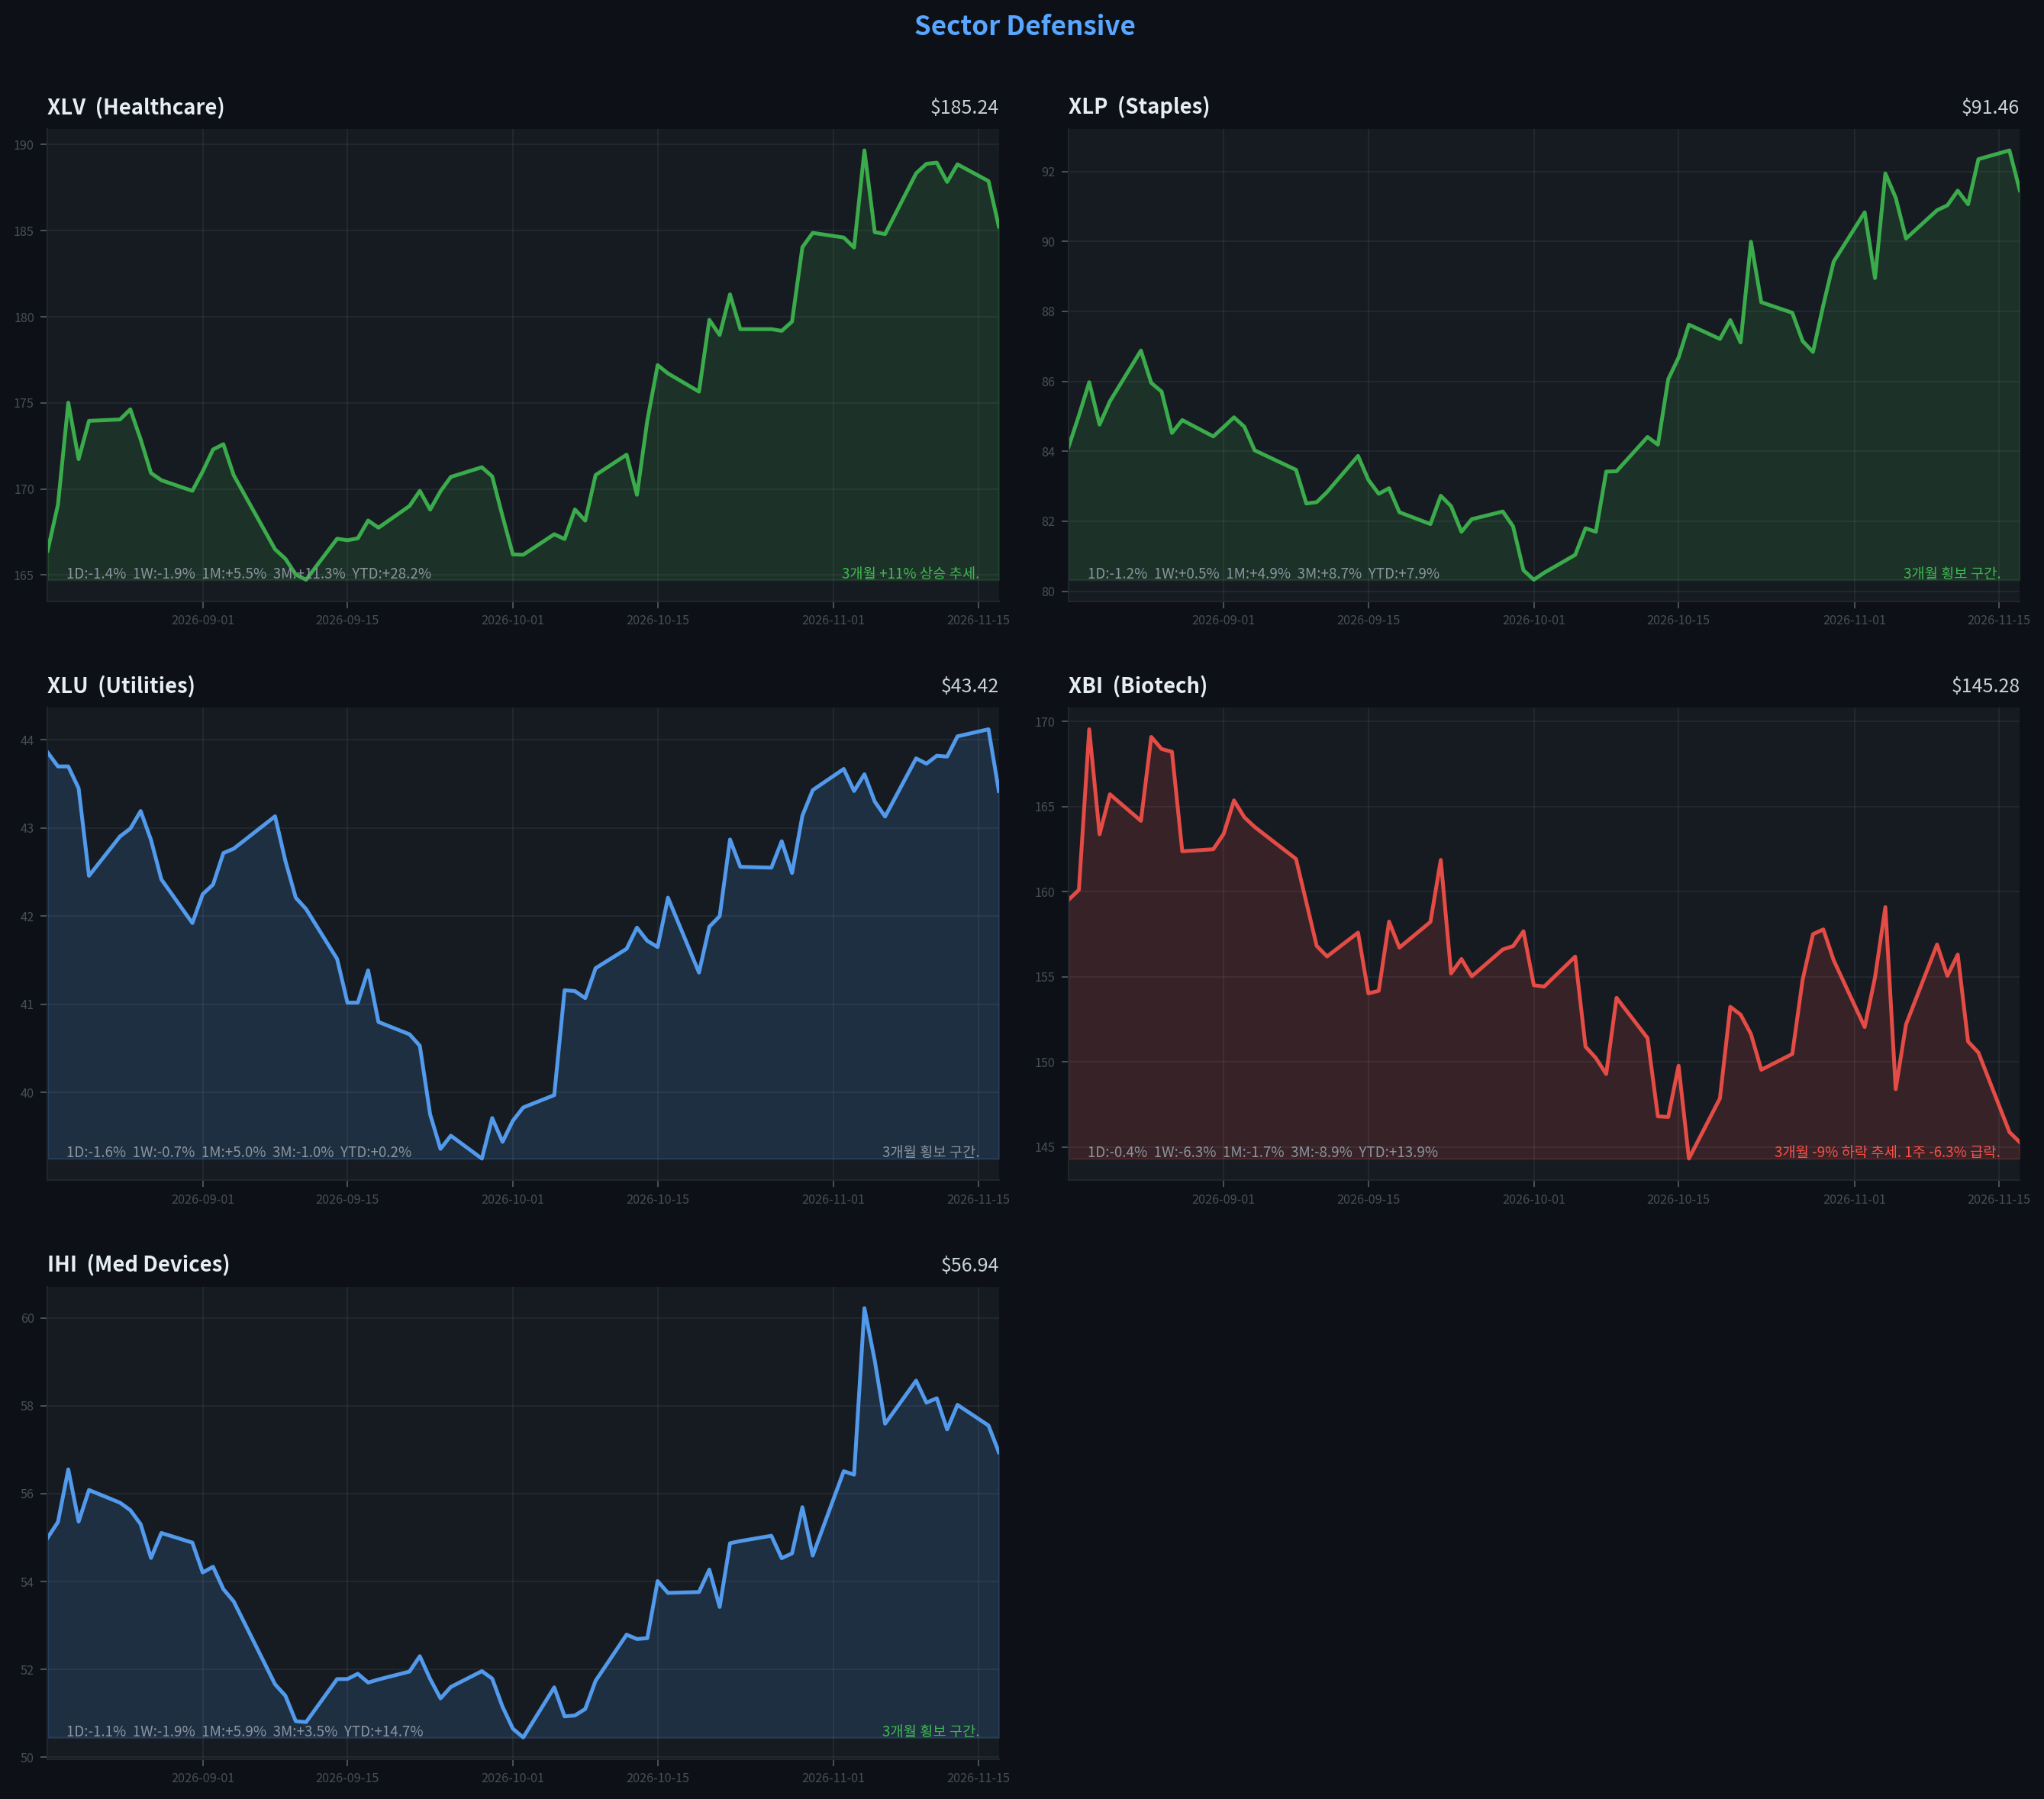 Sector Defensive
XLV (Healthcare) $185.24
190
185
180
175
170
165
1D:-1.4% 1W:-1.9% 1M:+5.5% 3M:+11.3% YTD:+28.2% 3개월 +11% 상승 추세.
2026-09-01 2026-09-15 2026-10-01 2026-10-15 2026-11-01 2026-11-15
XLP (Staples) $91.46
92
90
88
86
84
82
80
1D:-1.2% 1W:+0.5% 1M:+4.9% 3M:+8.7% YTD:+7.9% 3개월 횡보 구간.
2026-09-01 2026-09-15 2026-10-01 2026-10-15 2026-11-01 2026-11-15
XLU (Utilities) $43.42
44
43
42
41
40
1D:-1.6% 1W:-0.7% 1M:+5.0% 3M:-1.0% YTD:+0.2% 3개월 횡보 구간.
2026-09-01 2026-09-15 2026-10-01 2026-10-15 2026-11-01 2026-11-15
XBI (Biotech) $145.28
170
165
160
155
150
145
1D:-0.4% 1W:-6.3% 1M:-1.7% 3M:-8.9% YTD:+13.9% 3개월 -9% 하락 추세. 1주 -6.3% 급락.
2026-09-01 2026-09-15 2026-10-01 2026-10-15 2026-11-01 2026-11-15
IHI (Med Devices) $56.94
60
58
56
54
52
50
1D:-1.1% 1W:-1.9% 1M:+5.9% 3M:+3.5% YTD:+14.7% 3개월 횡보 구간.
2026-09-01 2026-09-15 2026-10-01 2026-10-15 2026-11-01 2026-11-15